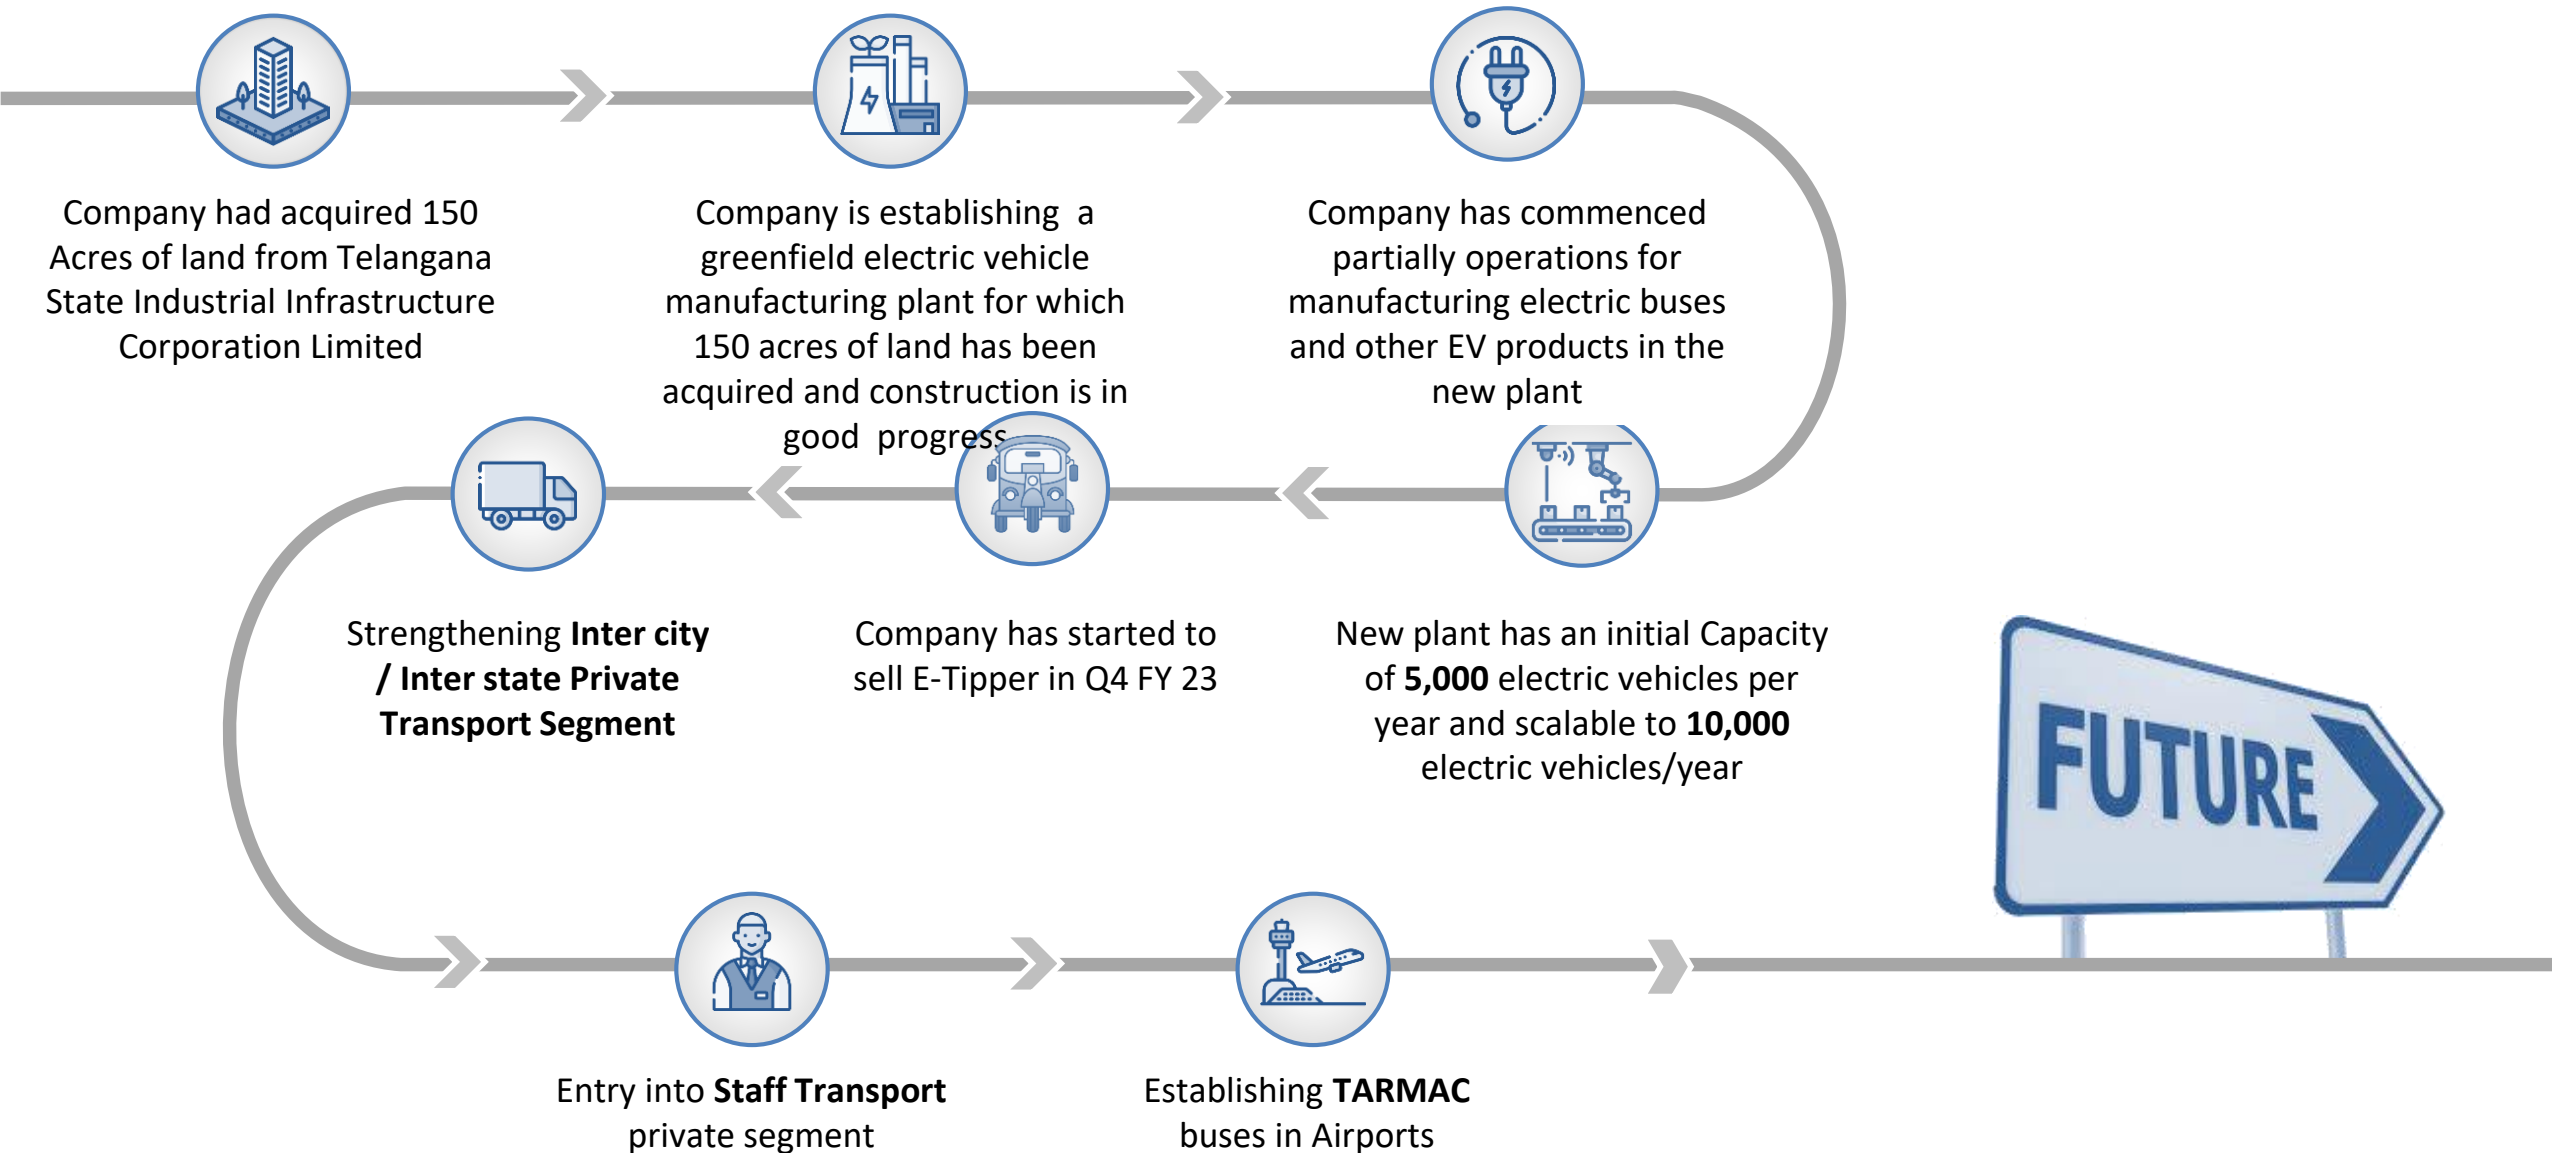 Company had acquired 150
Acres of land from Telangana
State Industrial Infrastructure
Corporation Limited
Company is establishing a
greenfield electric vehicle
manufacturing plant for which
150 acres of land has been
acquired and construction is in
good progress
Company has commenced
partially operations for
manufacturing electric buses
and other EV products in the
new plant
New plant has an initial Capacity
of 5,000 electric vehicles per
year and scalable to 10,000
electric vehicles/year
Company has started to
sell E-Tipper in Q4 FY 23
Strengthening Inter city
/ Inter state Private
Transport Segment
Entry into Staff Transport
private segment
Establishing TARMAC
buses in Airports
FUTURE